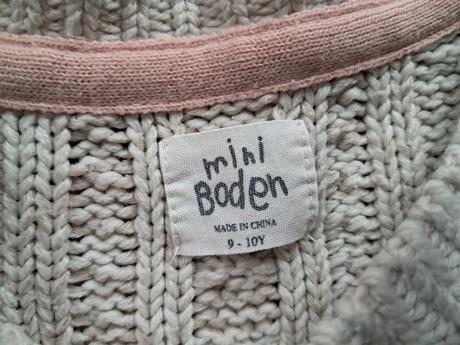 mini
Boden
MADE IN CHINA
9 - 10Y